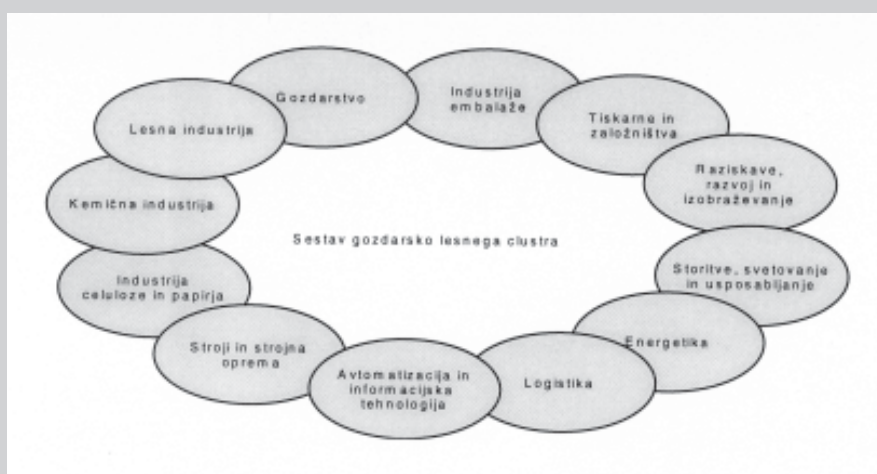 Gozdarstvo
Industrija
embalaže
Tiskarne in
založništva
Raziskave,
razvoj in
izobraževanje
Storitve, svetovanje
in usposabljanje
Energetika
Logistika
Avtomatizacija in
informacijska
tehnologija
Stroji in strojna
oprema
Industrija
celuloze in papirja
Kemična industrija
Lesna industrija
Sestav gozdarsko lesnega clustra